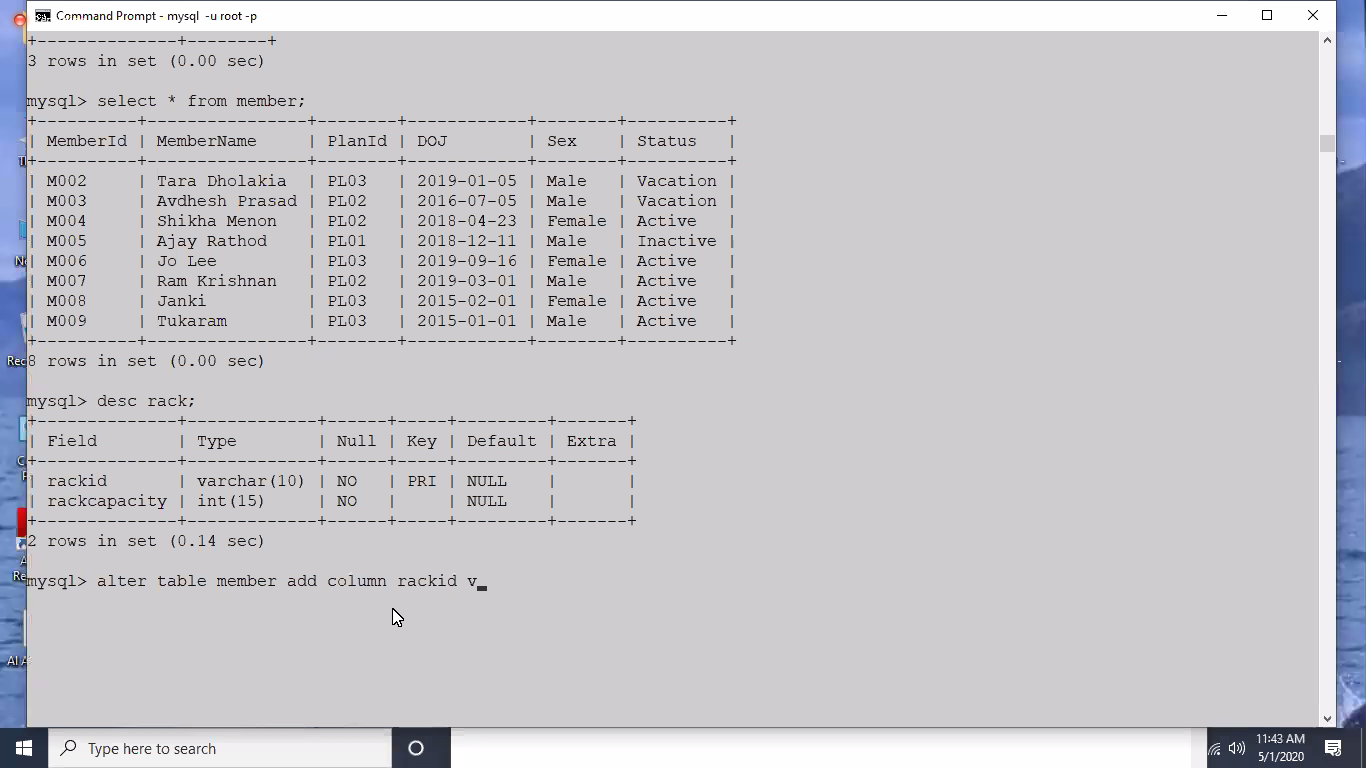 Command Prompt - mysql -u root -p
+--------------+--------+
3 rows in set (0.00 sec)
mysql> select * from member;
+----------+----------------+--------+------------+--------+----------+
| MemberId | MemberName     | PlanId | DOJ        | Sex    | Status   |
+----------+----------------+--------+------------+--------+----------+
| M002     | Tara Dholakia  | PL03   | 2019-01-05 | Male   | Vacation |
| M003     | Avdhesh Prasad | PL02   | 2016-07-05 | Male   | Vacation |
| M004     | Shikha Menon   | PL02   | 2018-04-23 | Female | Active   |
| M005     | Ajay Rathod    | PL01   | 2018-12-11 | Male   | Inactive |
| M006     | Jo Lee         | PL03   | 2019-09-16 | Female | Active   |
| M007     | Ram Krishnan   | PL02   | 2019-03-01 | Male   | Active   |
| M008     | Janki          | PL03   | 2015-02-01 | Female | Active   |
| M009     | Tukaram        | PL03   | 2015-01-01 | Male   | Active   |
+----------+----------------+--------+------------+--------+----------+
8 rows in set (0.00 sec)
mysql> desc rack;
+--------------+-------------+------+-----+---------+-------+
| Field        | Type        | Null | Key | Default | Extra |
+--------------+-------------+------+-----+---------+-------+
| rackid       | varchar(10) | NO   | PRI | NULL    |       |
| rackcapacity | int(15)     | NO   |     | NULL    |       |
+--------------+-------------+------+-----+---------+-------+
2 rows in set (0.14 sec)
mysql> alter table member add column rackid v_
Type here to search
11:43 AM
5/1/2020